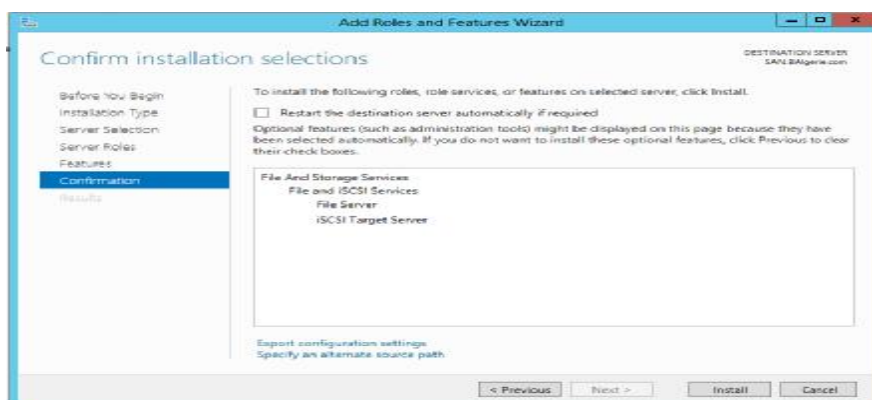 Add Roles and Features Wizard
Confirm installation selections
DESTINATION SERVER
SAN.BAlgerie.com
Before You Begin
Installation Type
Server Selection
Server Roles
Features
Confirmation
Results
To install the following roles, role services, or features on selected server, click Install.
Restart the destination server automatically if required
Optional features (such as administration tools) might be displayed on this page because they have
been selected automatically. If you do not want to install these optional features, click Previous to clear
their check boxes.
File And Storage Services
File and iSCSI Services
File Server
iSCSI Target Server
Export configuration settings
Specify an alternate source path
< Previous
Next >
Install
Cancel